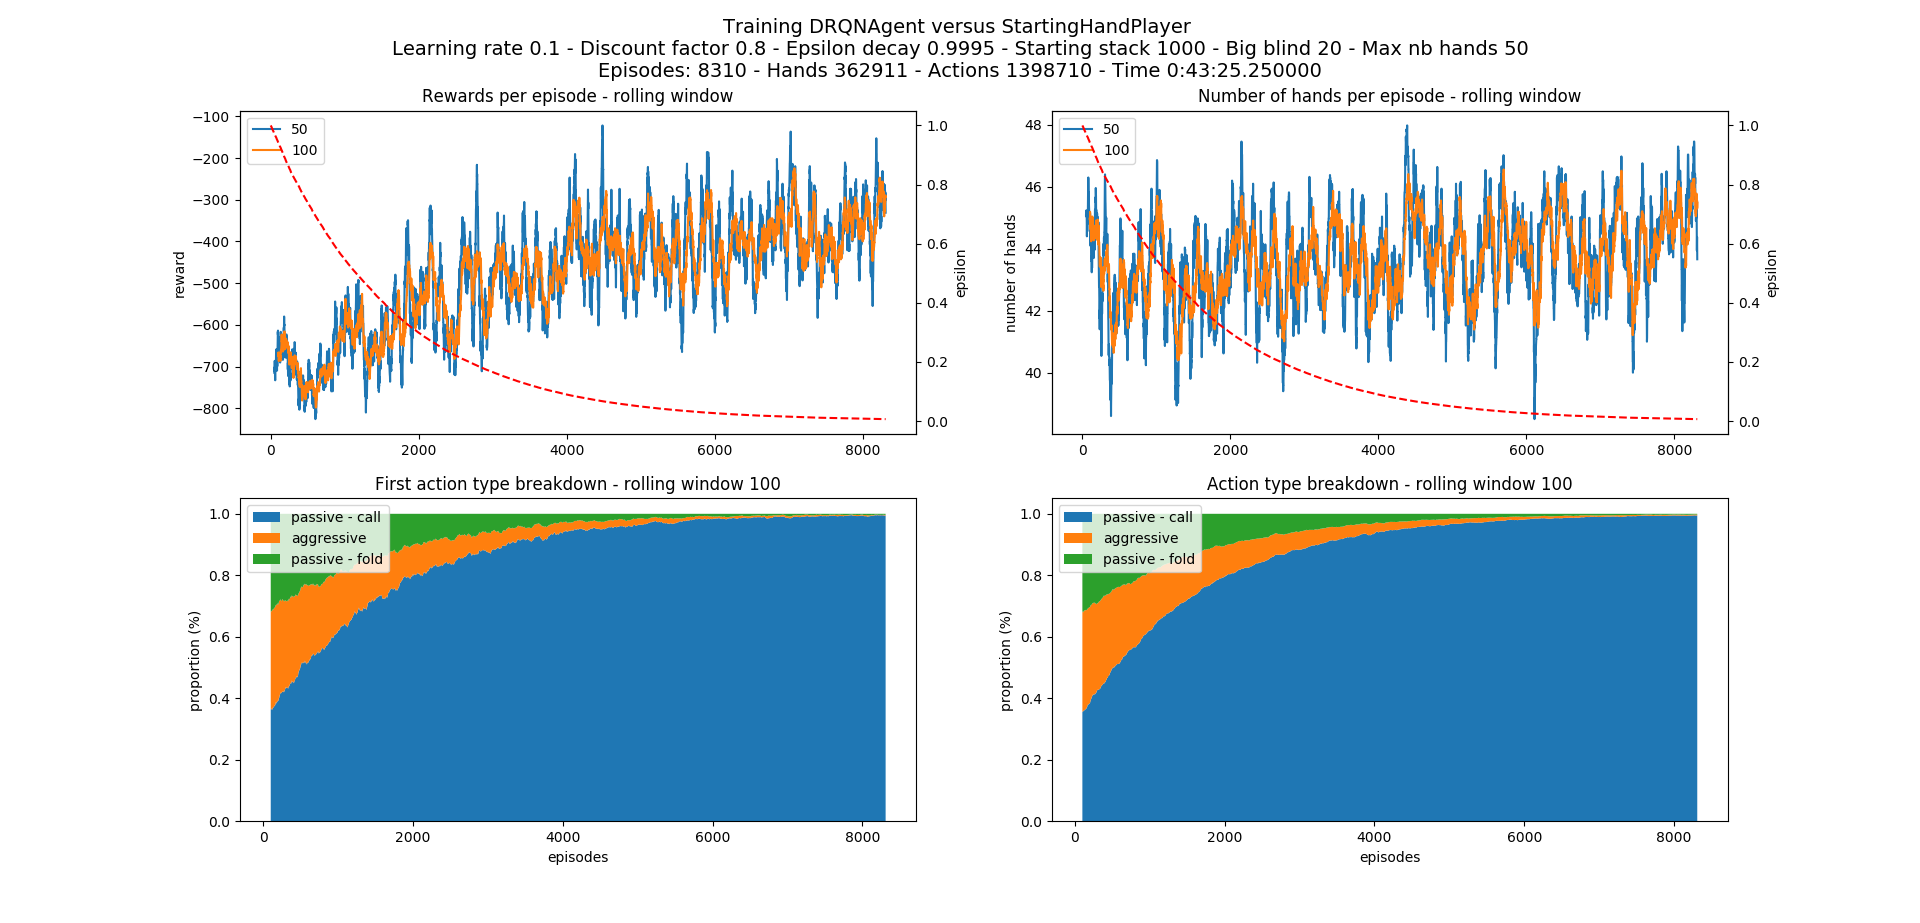 Training DRQNAgent versus StartingHandPlayer
Learning rate 0.1 - Discount factor 0.8 - Epsilon decay 0.9995 - Starting stack 1000 - Big blind 20 - Max nb hands 50
Episodes: 8310 - Hands 362911 - Actions 1398710 - Time 0:43:25.250000
Rewards per episode - rolling window
50
100
reward
−100
−200
−300
−400
−500
−600
−700
−800
0
2000
4000
6000
8000
1.0
0.8
0.6
0.4
0.2
0.0
epsilon
Number of hands per episode - rolling window
50
100
number of hands
48
46
44
42
40
0
2000
4000
6000
8000
1.0
0.8
0.6
0.4
0.2
0.0
epsilon
First action type breakdown - rolling window 100
passive - call
aggressive
passive - fold
proportion (%)
1.0
0.8
0.6
0.4
0.2
0.0
0
2000
4000
6000
8000
episodes
Action type breakdown - rolling window 100
passive - call
aggressive
passive - fold
proportion (%)
1.0
0.8
0.6
0.4
0.2
0.0
0
2000
4000
6000
8000
episodes